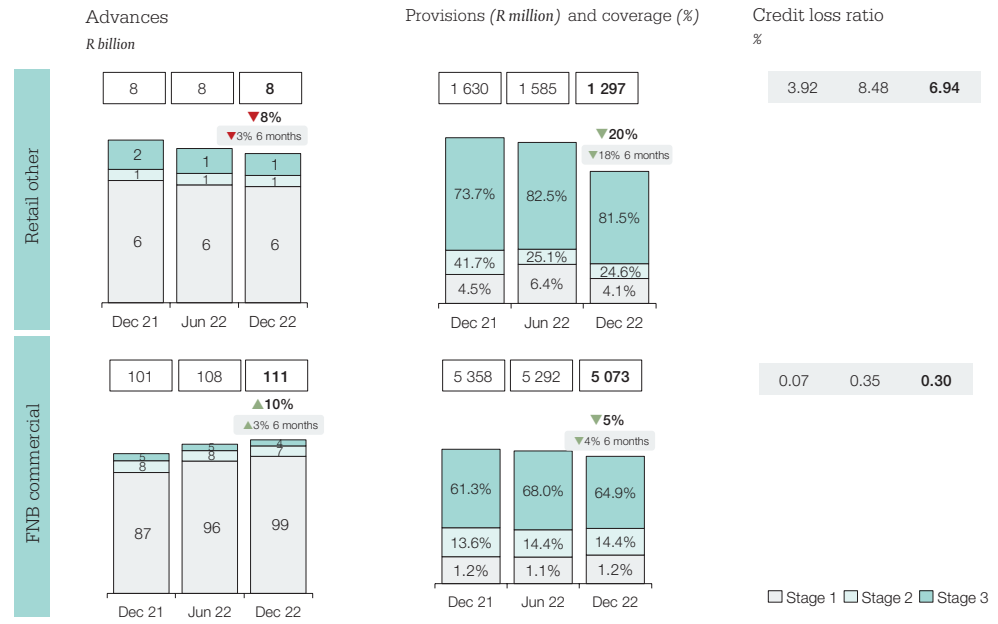 Advances
R billion
Provisions (R million) and coverage (%)
Credit loss ratio
%
Retail other
8 8 8
▼8%
▼3% 6 months
2 1 1
1 1 1
6 6 6
Dec 21 Jun 22 Dec 22
1 630 1 585 1 297
▼20%
▼18% 6 months
73.7% 82.5% 81.5%
41.7% 25.1% 24.6%
4.5% 6.4% 4.1%
Dec 21 Jun 22 Dec 22
3.92 8.48 6.94
FNB commercial
101 108 111
▲10%
▲3% 6 months
5 5 4
8 8 7
87 96 99
Dec 21 Jun 22 Dec 22
5 358 5 292 5 073
▼5%
▼4% 6 months
61.3% 68.0% 64.9%
13.6% 14.4% 14.4%
1.2% 1.1% 1.2%
Dec 21 Jun 22 Dec 22
0.07 0.35 0.30
Stage 1 Stage 2 Stage 3